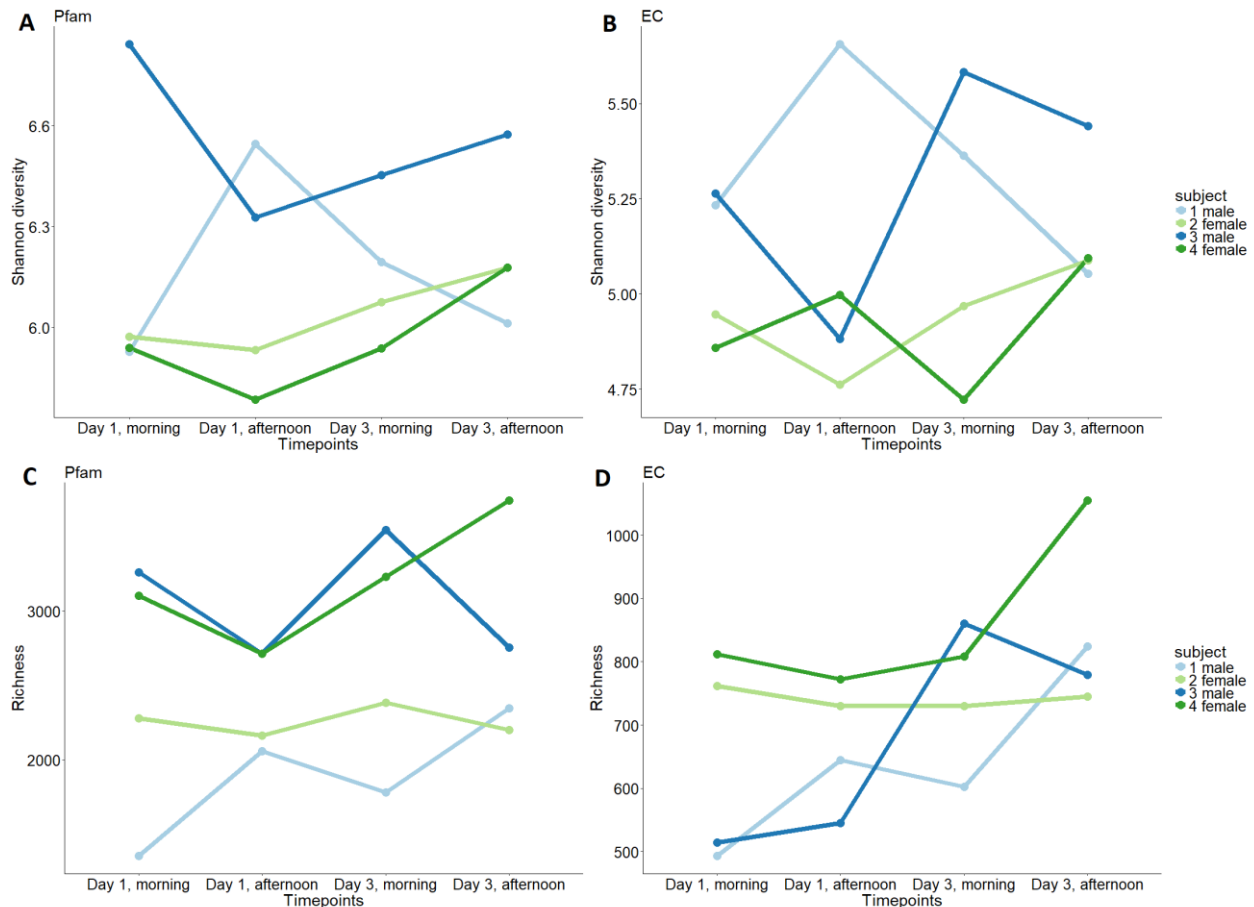 A
Pfam
Shannon diversity
6.6
6.3
6.0
Day 1, morning Day 1, afternoon Day 3, morning Day 3, afternoon
Timepoints
B
EC
Shannon diversity
5.50
5.25
5.00
4.75
Day 1, morning Day 1, afternoon Day 3, morning Day 3, afternoon
Timepoints
subject
1 male
2 female
3 male
4 female
C
Pfam
Richness
3000
2000
Day 1, morning Day 1, afternoon Day 3, morning Day 3, afternoon
Timepoints
D
EC
Richness
1000
900
800
700
600
500
Day 1, morning Day 1, afternoon Day 3, morning Day 3, afternoon
Timepoints
subject
1 male
2 female
3 male
4 female